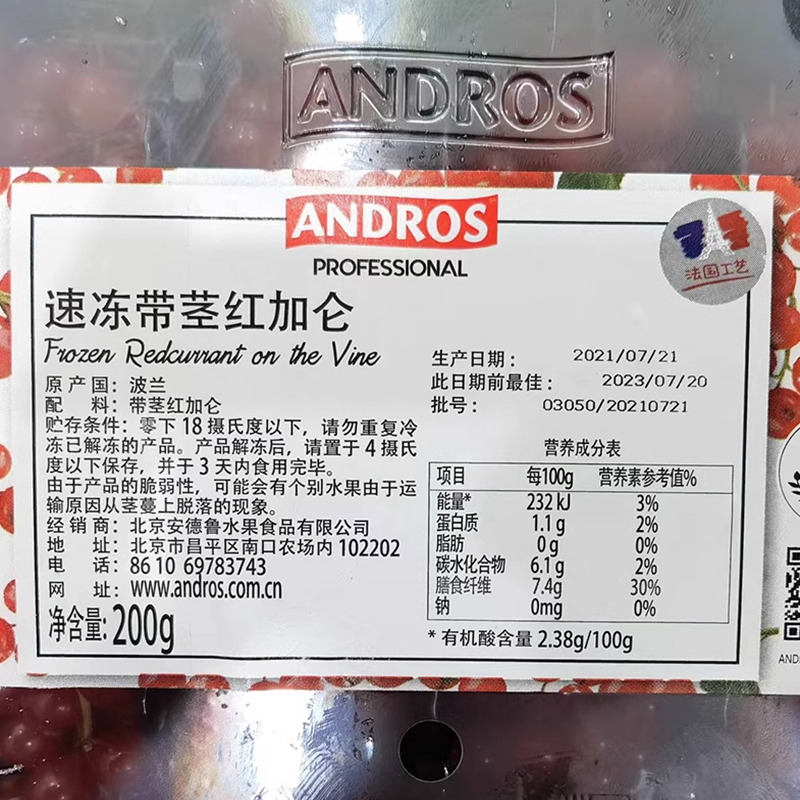 ANDROS
ANDROS
PROFESSIONAL
法国工艺
速冻带茎红加仑
Frozen Redcurrant on the Vine
原产国：波兰
配 料：带茎红加仑
贮存条件：零下18摄氏度以下，请勿重复冷
冻已解冻的产品。产品解冻后，请置于4摄氏
度以下保存，并于3天内食用完毕。
由于产品的脆弱性，可能会有个别水果由于运
输原因从茎蔓上脱落的现象。
经销商：北京安德鲁水果食品有限公司
地 址：北京市昌平区南口农场内 102202
电 话：86 10 69783743
网 址：www.andros.com.cn
净含量：200g
生产日期： 2021/07/21
此日期前最佳： 2023/07/20
批号： 03050/20210721
营养成分表
项目 每100g 营养素参考值%
能量* 232 kJ 3%
蛋白质 1.1 g 2%
脂肪 0 g 0%
碳水化合物 6.1 g 2%
膳食纤维 7.4g 30%
钠 0mg 0%
* 有机酸含量 2.38g/100g